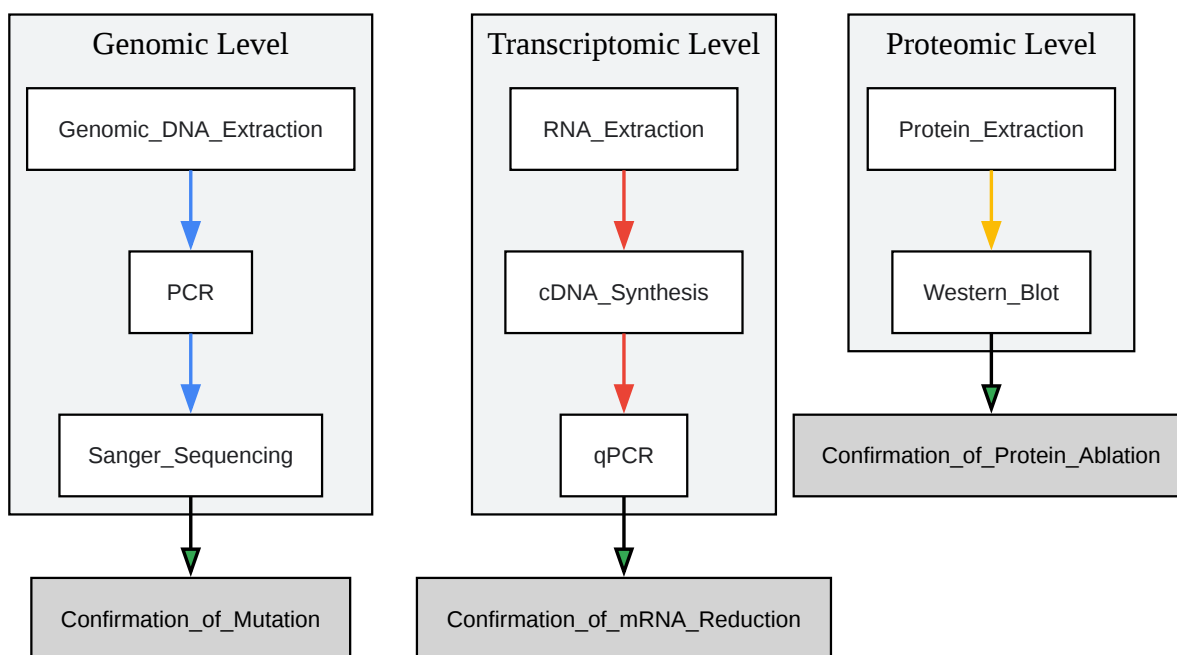 Genomic Level
Genomic_DNA_Extraction
PCR
Sanger_Sequencing
Confirmation_of_Mutation
Transcriptomic Level
RNA_Extraction
cDNA_Synthesis
qPCR
Confirmation_of_mRNA_Reduction
Proteomic Level
Protein_Extraction
Western_Blot
Confirmation_of_Protein_Ablation